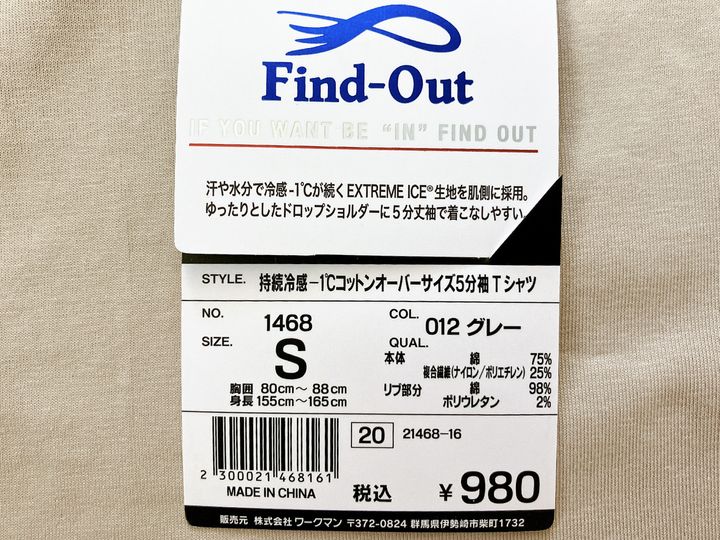 Find-Out
IF YOU WANT BE "IN" FIND OUT
汗や水分で冷感-1℃が続くEXTREME ICE®生地を肌側に採用。
ゆったりとしたドロップショルダーに5分丈袖で着こなしやすい。
STYLE. 持続冷感-1℃コットンオーバーサイズ5分袖Tシャツ
NO. 1468 COL. 012 グレー
SIZE. S QUAL.
本体 綿 75%
複合繊維(ナイロン/ポリエチレン) 25%
胸囲 80cm〜 88cm リブ部分 綿 98%
身長 155cm〜165cm ポリウレタン 2%
20 21468-16
2 300021 468161
MADE IN CHINA 税込 ¥980
販売元 株式会社 ワークマン 〒372-0824 群馬県伊勢崎市柴町1732